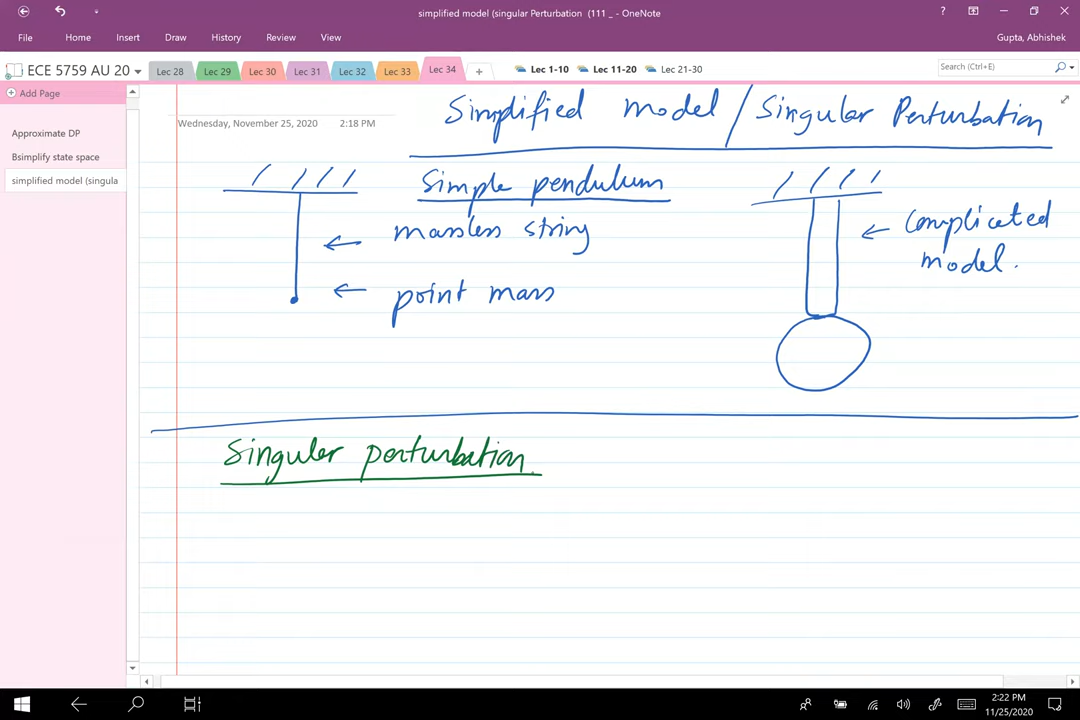 simplified model (singular Perturbation (111 _ - OneNote
File Home Insert Draw History Review View
Gupta, Abhishek
ECE 5759 AU 20
Lec 28 Lec 29 Lec 30 Lec 31 Lec 32 Lec 33 Lec 34 + Lec 1-10 Lec 11-20 Lec 21-30
Search (Ctrl+E)
Add Page
Approximate DP
Bsimplify state space
simplified model (singula
Wednesday, November 25, 2020 2:18 PM
Simplified model / Singular Perturbation
Simple pendulum
massless string
point mass
Complicated
model.
Singular perturbation
2:22 PM
11/25/2020